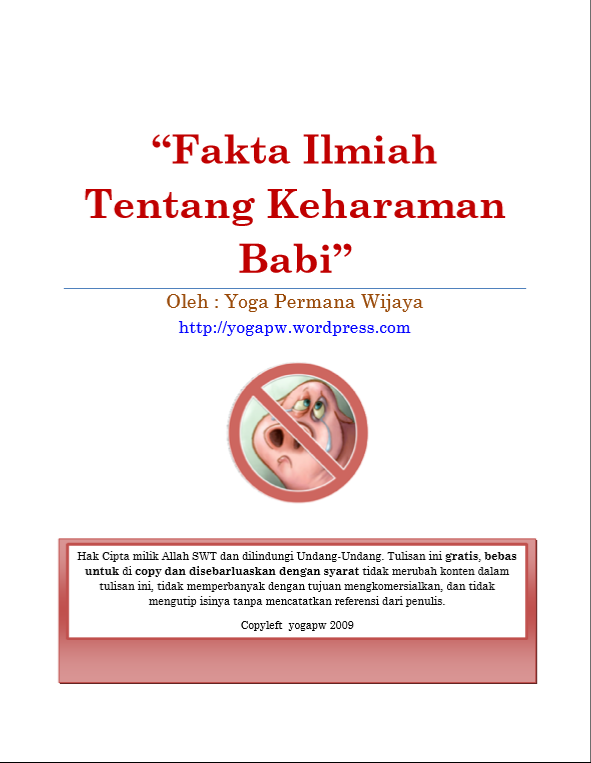 “Fakta Ilmiah
Tentang Keharaman
Babi”
Oleh : Yoga Permana Wijaya
http://yogapw.wordpress.com
Hak Cipta milik Allah SWT dan dilindungi Undang-Undang. Tulisan ini gratis, bebas
untuk di copy dan disebarluaskan dengan syarat tidak merubah konten dalam
tulisan ini, tidak memperbanyak dengan tujuan mengkomersialkan, dan tidak
mengutip isinya tanpa mencatatkan referensi dari penulis.
Copyleft yogapw 2009